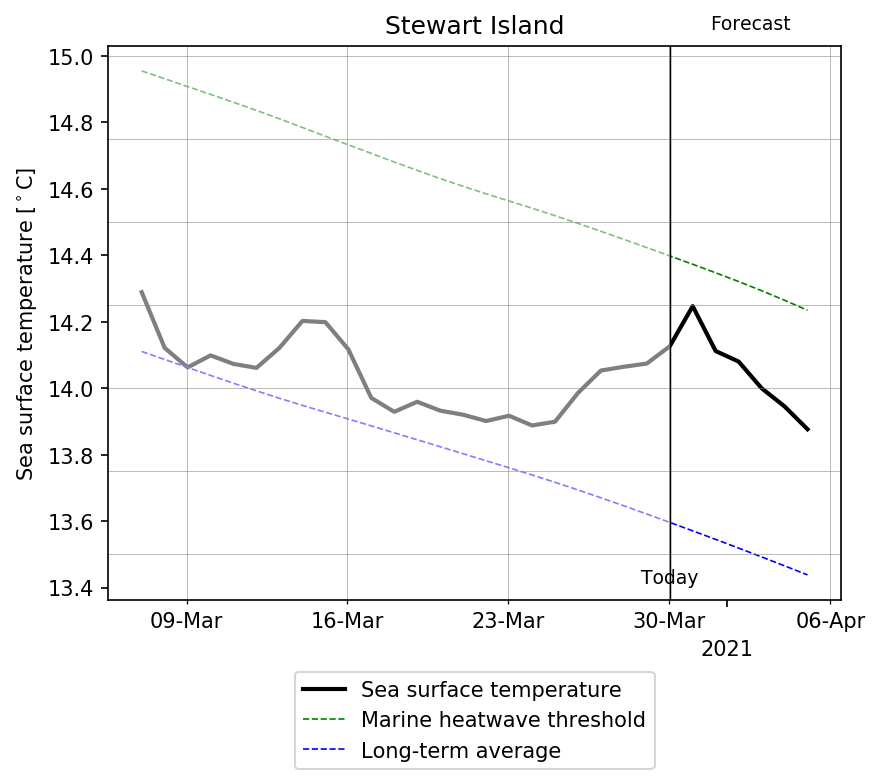 Stewart Island
Forecast
Sea surface temperature [°C]
15.0
14.8
14.6
14.4
14.2
14.0
13.8
13.6
13.4
Today
09-Mar
16-Mar
23-Mar
30-Mar
06-Apr
2021
Sea surface temperature
Marine heatwave threshold
Long-term average